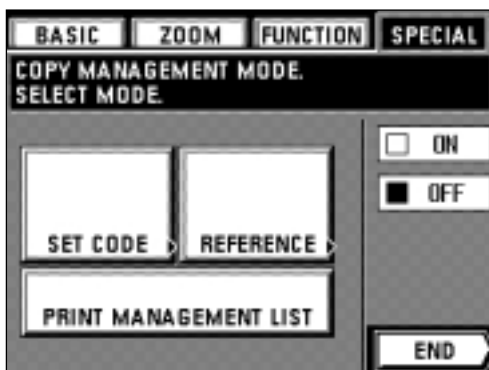 BASIC ZOOM FUNCTION SPECIAL
COPY MANAGEMENT MODE.
SELECT MODE.
ON
OFF
SET CODE REFERENCE
PRINT MANAGEMENT LIST
END